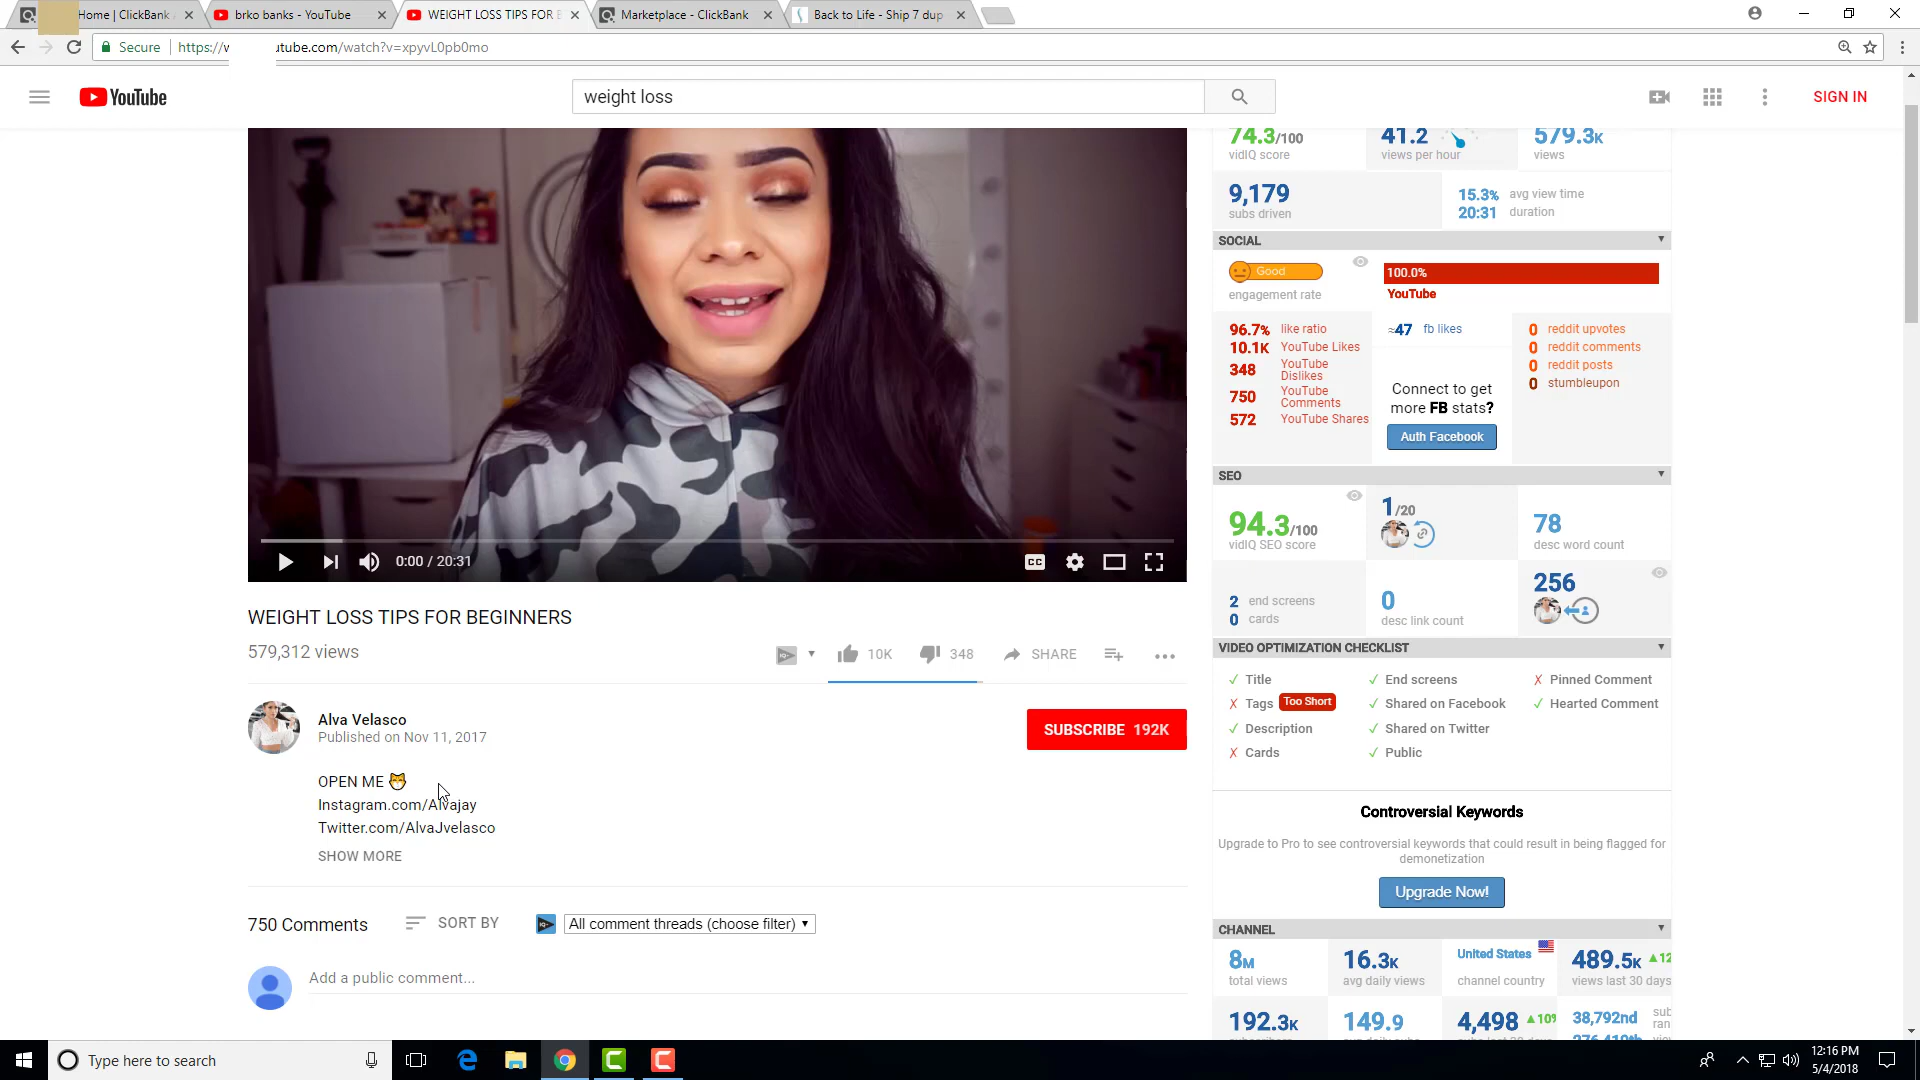 Home | ClickBank
brko banks - YouTube
WEIGHT LOSS TIPS FOR
Marketplace - ClickBank
Back to Life - Ship 7 dup
Secure
https://w utube.com/watch?v=xpyvL0pb0mo
YouTube
weight loss
SIGN IN
74.3/100
vidIQ score
41.2
views per hour
579.3K
views
9,179
subs driven
15.3% avg view time
20:31 duration
SOCIAL
Good
engagement rate
100.0%
YouTube
96.7% like ratio
10.1K YouTube Likes
348 YouTube Dislikes
750 YouTube Comments
572 YouTube Shares
≈47 fb likes
Connect to get
more FB stats?
Auth Facebook
0 reddit upvotes
0 reddit comments
0 reddit posts
0 stumbleupon
SEO
94.3/100
vidIQ SEO score
1/20
78
desc word count
2 end screens
0 cards
0
desc link count
256
0:00 / 20:31
CC
WEIGHT LOSS TIPS FOR BEGINNERS
579,312 views
10K
348
SHARE
Alva Velasco
Published on Nov 11, 2017
SUBSCRIBE 192K
OPEN ME
Instagram.com/Alvajay
Twitter.com/AlvaJvelasco
SHOW MORE
750 Comments
SORT BY
All comment threads (choose filter)
Add a public comment...
VIDEO OPTIMIZATION CHECKLIST
✓ Title
✗ Tags Too Short
✓ Description
✗ Cards
✓ End screens
✓ Shared on Facebook
✓ Shared on Twitter
✓ Public
✗ Pinned Comment
✓ Hearted Comment
Controversial Keywords
Upgrade to Pro to see controversial keywords that could result in being flagged for
demonetization
Upgrade Now!
CHANNEL
8M
total views
16.3K
avg daily views
United States
channel country
489.5K ▲12
views last 30 days
192.3K
149.9
4,498 ▲10%
38,792nd
sub
ran
Type here to search
12:16 PM
5/4/2018